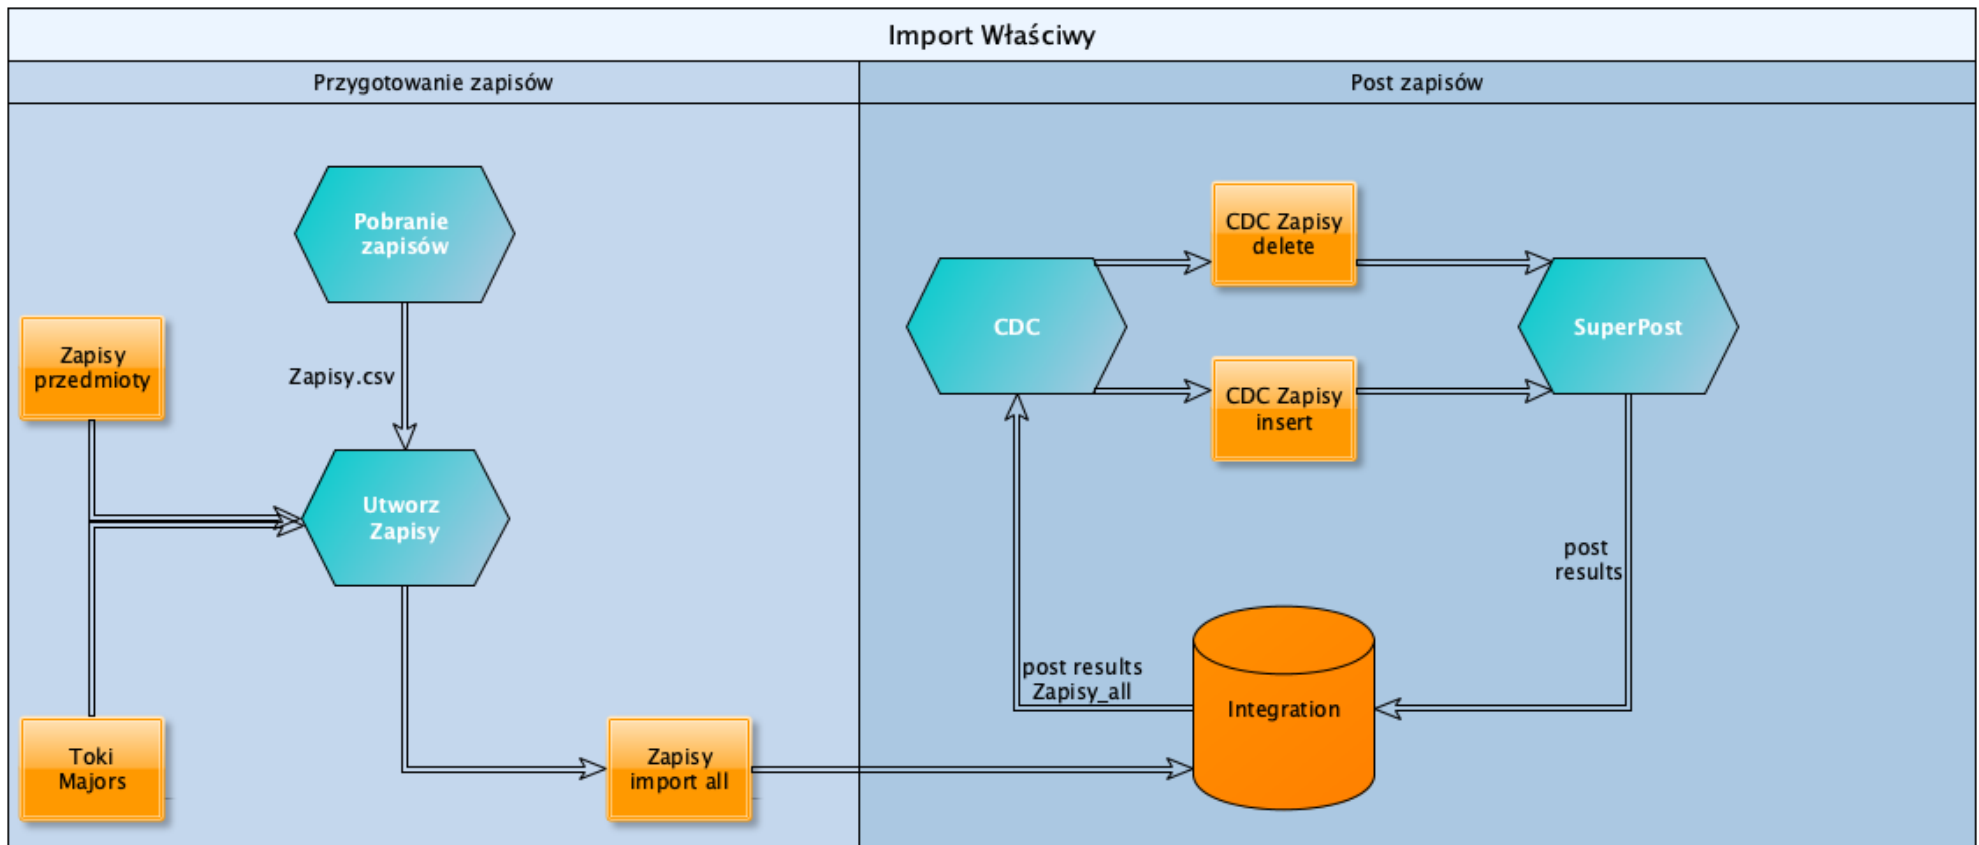 Import Właściwy
Przygotowanie zapisów
Post zapisów
Pobranie
zapisów
Zapisy.csv
Zapisy
przedmioty
Utworz
Zapisy
Toki
Majors
Zapisy
import all
CDC
CDC Zapisy
delete
CDC Zapisy
insert
SuperPost
post
results
post results
Zapisy_all
Integration